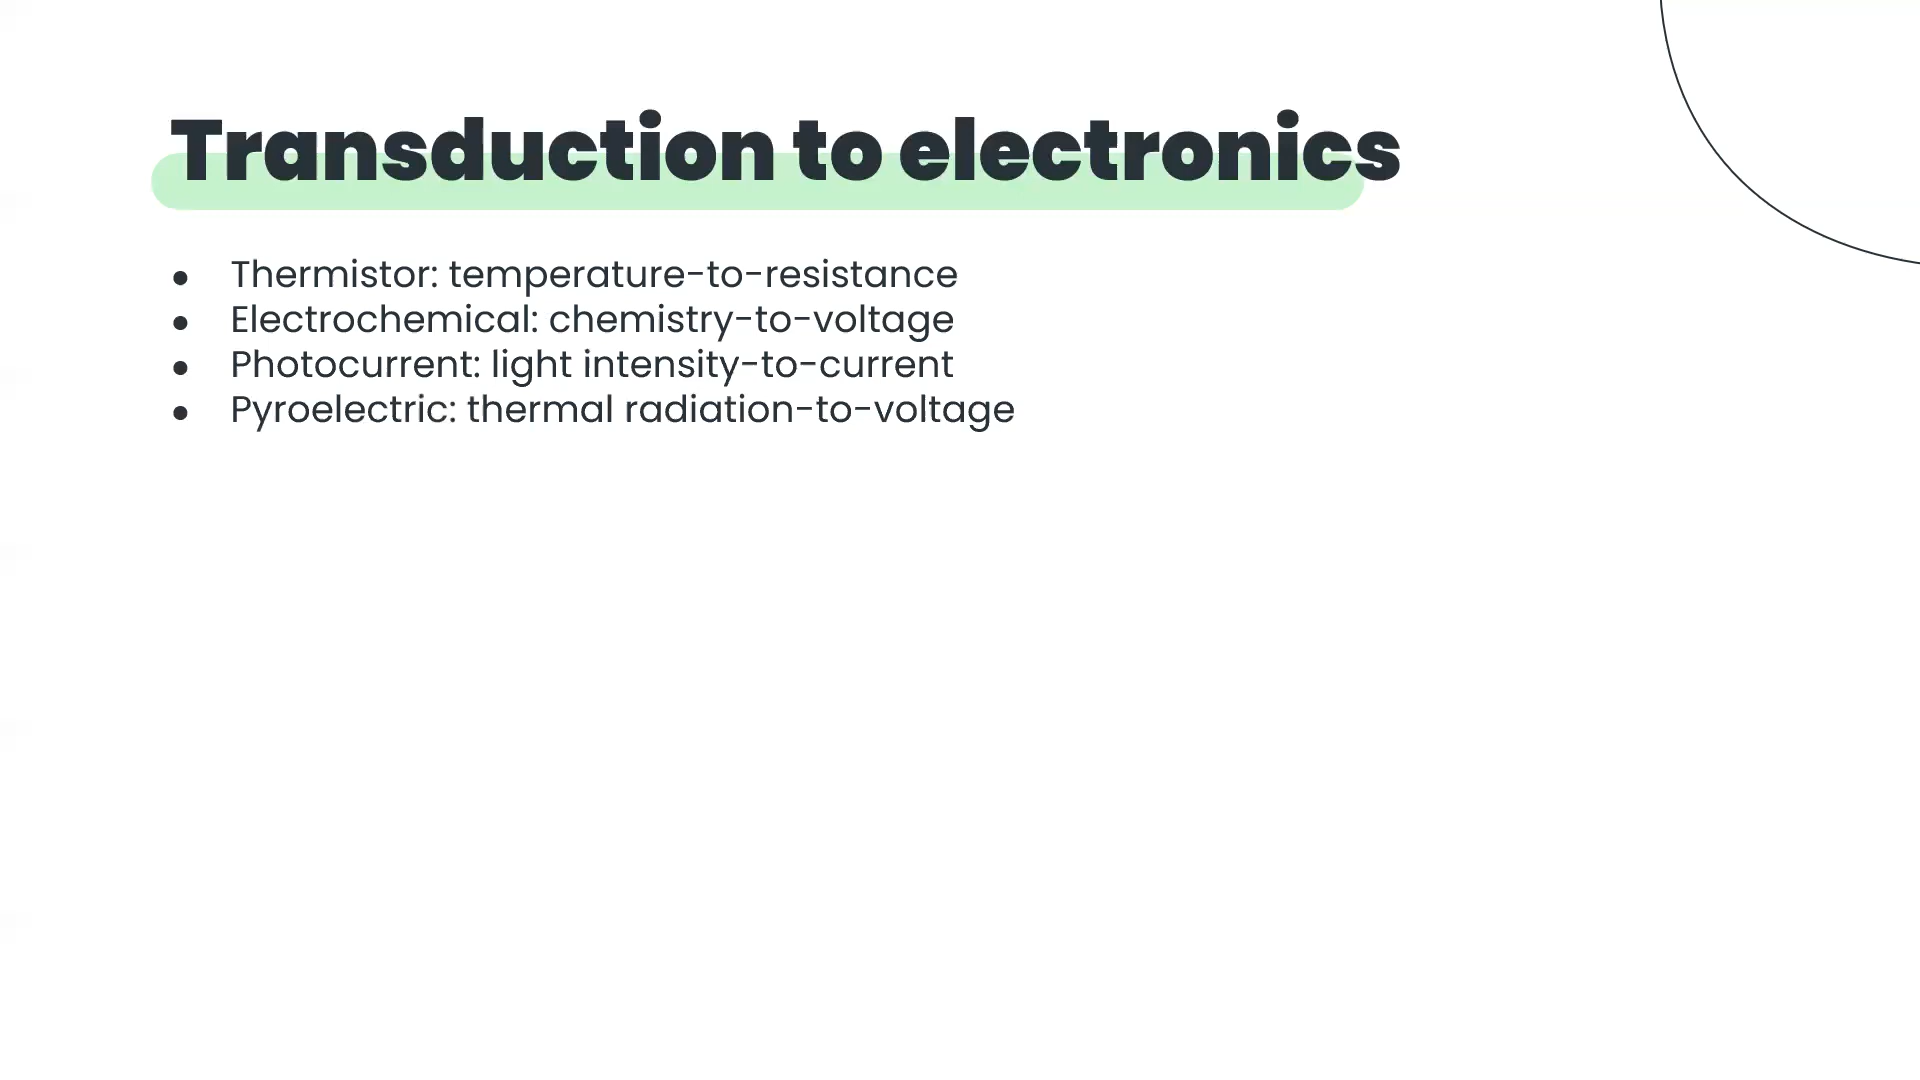 Transduction to electronics
● Thermistor: temperature-to-resistance
● Electrochemical: chemistry-to-voltage
● Photocurrent: light intensity-to-current
● Pyroelectric: thermal radiation-to-voltage